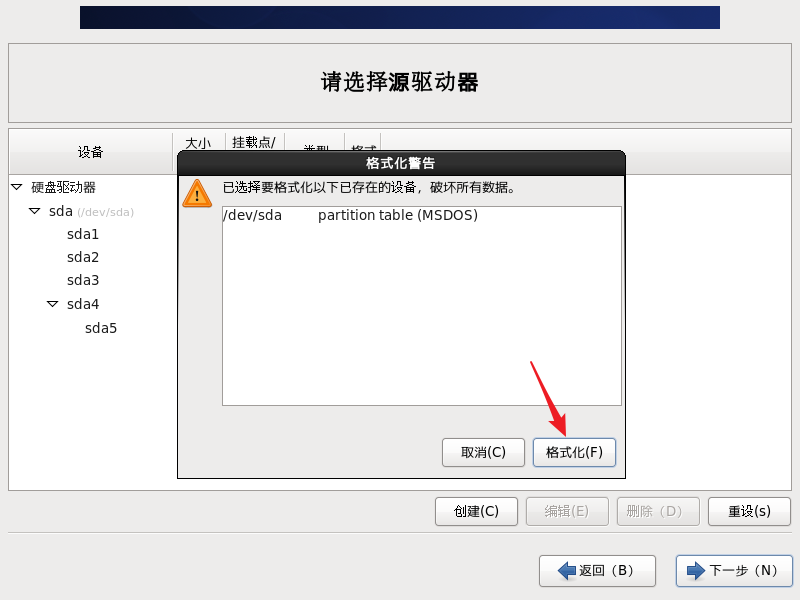 请选择源驱动器
设备
大小
挂载点/
格式化警告
硬盘驱动器
已选择要格式化以下已存在的设备，破坏所有数据。
sda (/dev/sda)
/dev/sda partition table (MSDOS)
sda1
sda2
sda3
sda4
sda5
取消(C)
格式化(F)
创建(C)
编辑(E)
删除（D）
重设(s)
返回（B）
下一步（N）